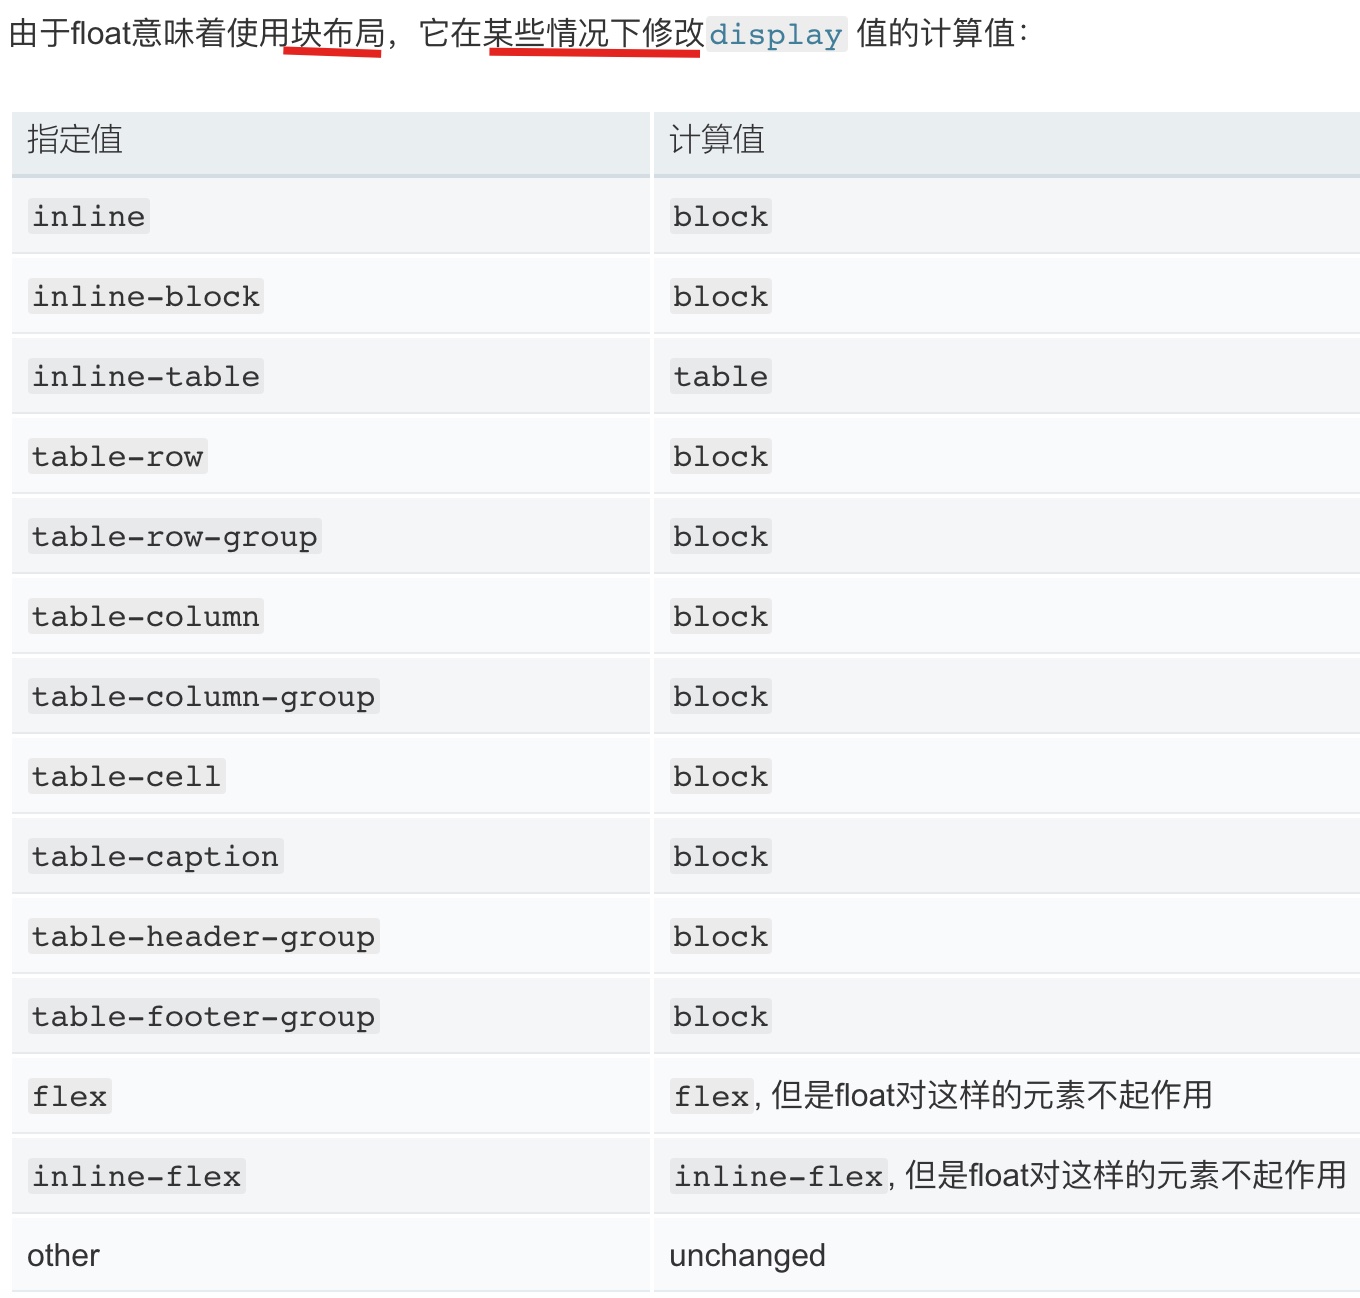 由于float意味着使用块布局，它在某些情况下修改display 值的计算值：
指定值 计算值
inline block
inline-block block
inline-table table
table-row block
table-row-group block
table-column block
table-column-group block
table-cell block
table-caption block
table-header-group block
table-footer-group block
flex flex, 但是float对这样的元素不起作用
inline-flex inline-flex, 但是float对这样的元素不起作用
other unchanged